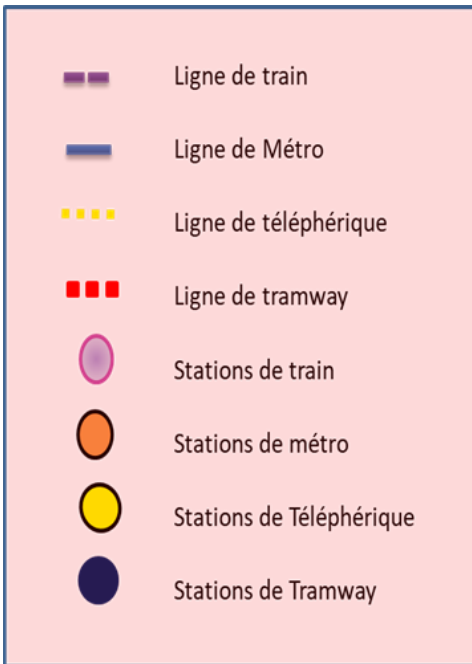 Ligne de train
Ligne de Métro
Ligne de téléphérique
Ligne de tramway
Stations de train
Stations de métro
Stations de Téléphérique
Stations de Tramway